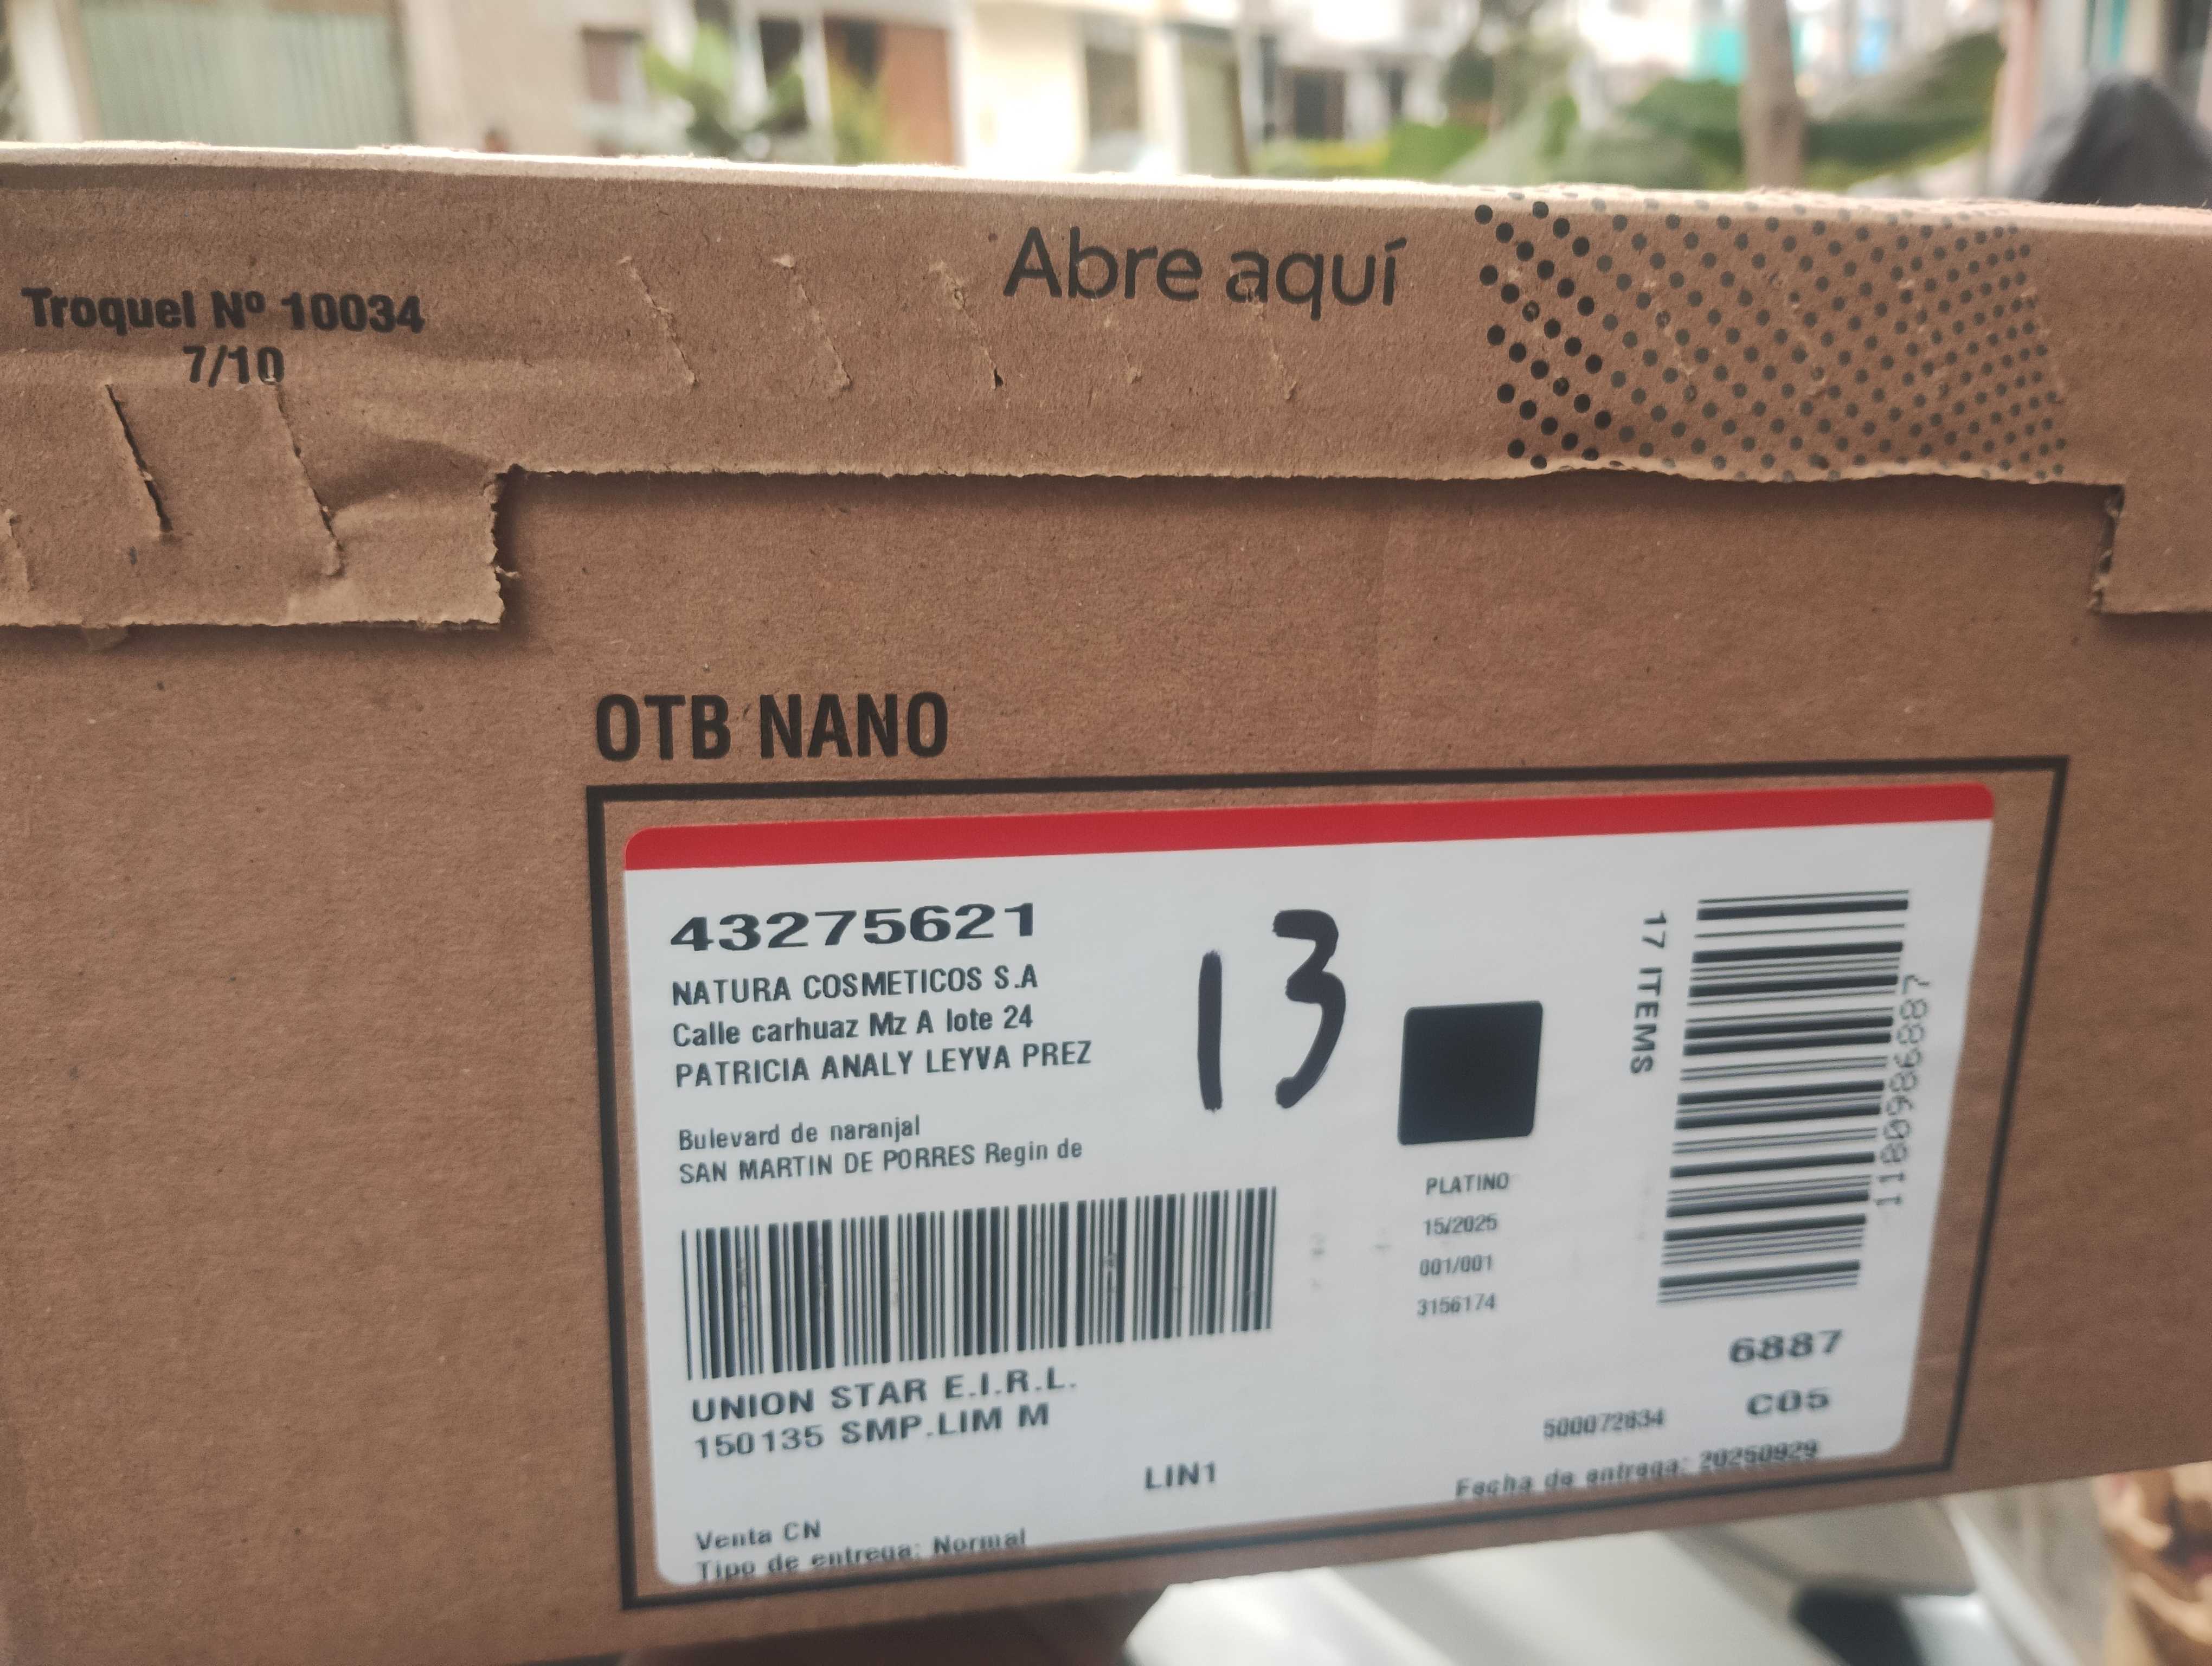 Abre aquí
Troquel Nº 10034
7/10
OTB NANO
43275621
NATURA COSMETICOS S.A
Calle carhuaz Mz A lote 24
PATRICIA ANALY LEYVA PREZ
Bulevard de naranjal
SAN MARTIN DE PORRES Regin de
13
17 ITEMS
1180986887
PLATINO
15/2025
001/001
3156174
UNION STAR E.I.R.L.
150135 SMP.LIM M
6887
C05
500072834
LIN1
Fecha de entrega: 20250929
Venta CN
Tipo de entrega: Normal